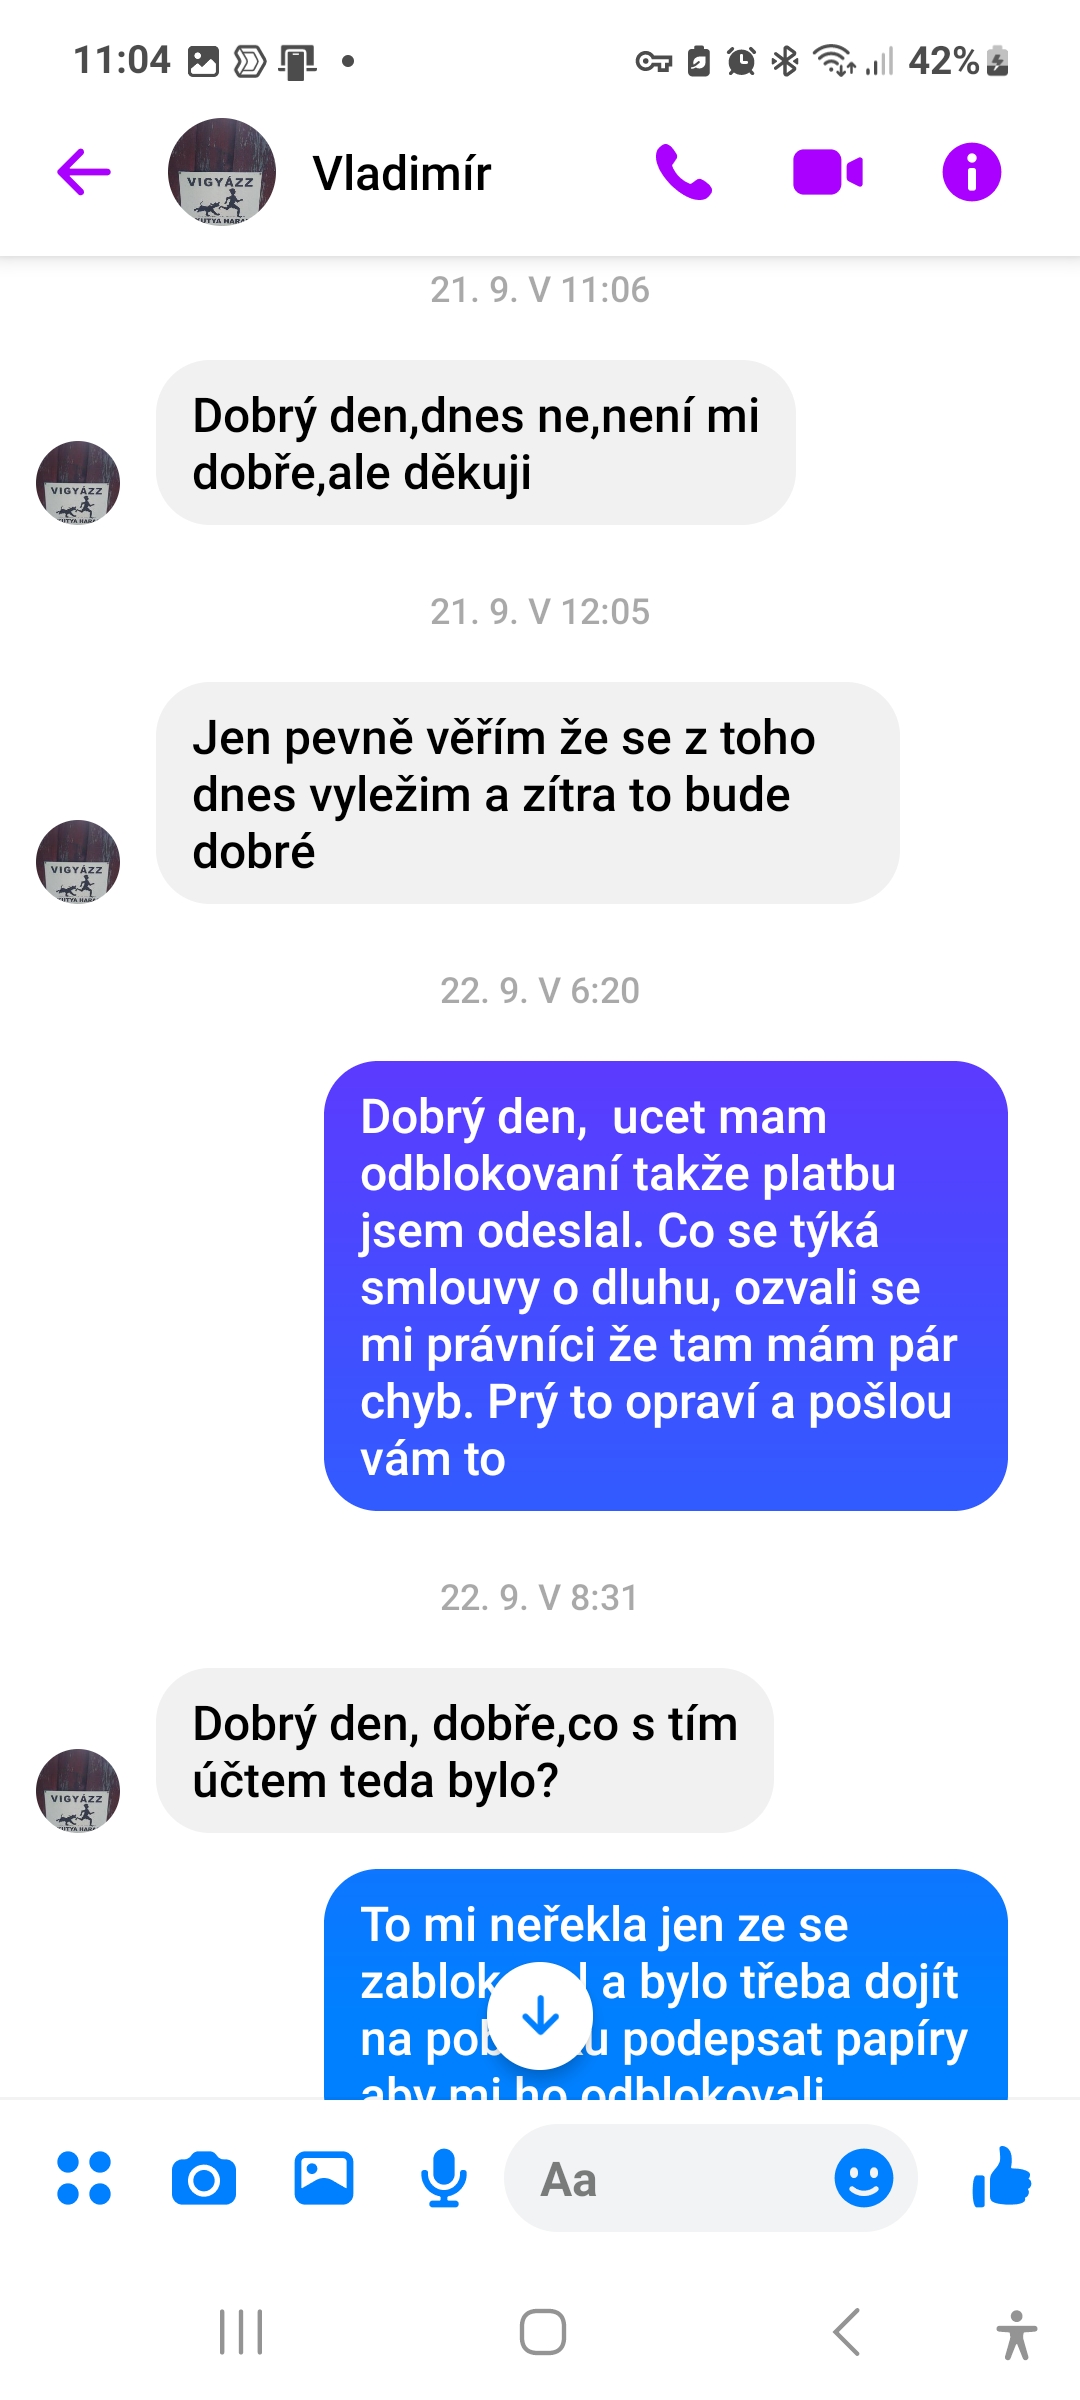 11:04
42%
VIGYÁZZ
Vladimír
21. 9. V 11:06
Dobrý den,dnes ne,není mi
dobře,ale děkuji
VIGYÁZZ
21. 9. V 12:05
Jen pevně věřím že se z toho
dnes vyležim a zítra to bude
dobré
VIGYÁZZ
22. 9. V 6:20
Dobrý den,  ucet mam
odblokovaní takže platbu
jsem odeslal. Co se týká
smlouvy o dluhu, ozvali se
mi právníci že tam mám pár
chyb. Prý to opraví a pošlou
vám to
22. 9. V 8:31
Dobrý den, dobře,co s tím
účtem teda bylo?
VIGYÁZZ
To mi neřekla jen ze se
a bylo třeba dojít
na podepsat papíry
aby mi ho odblokovali
Aa